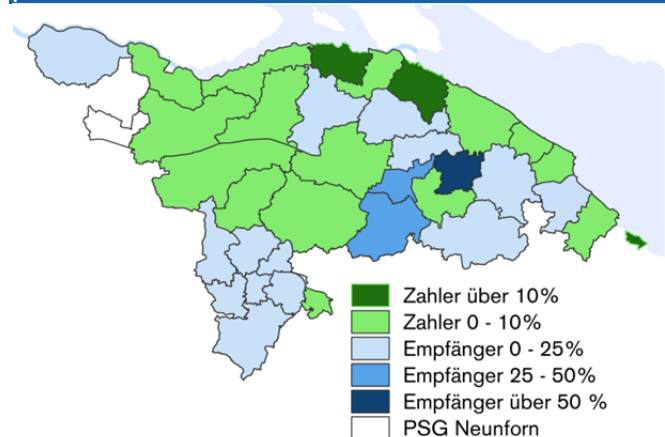 Zahler über 10%
Zahler 0 - 10%
Empfänger 0 - 25%
Empfänger 25 - 50%
Empfänger über 50 %
PSG Neunforn